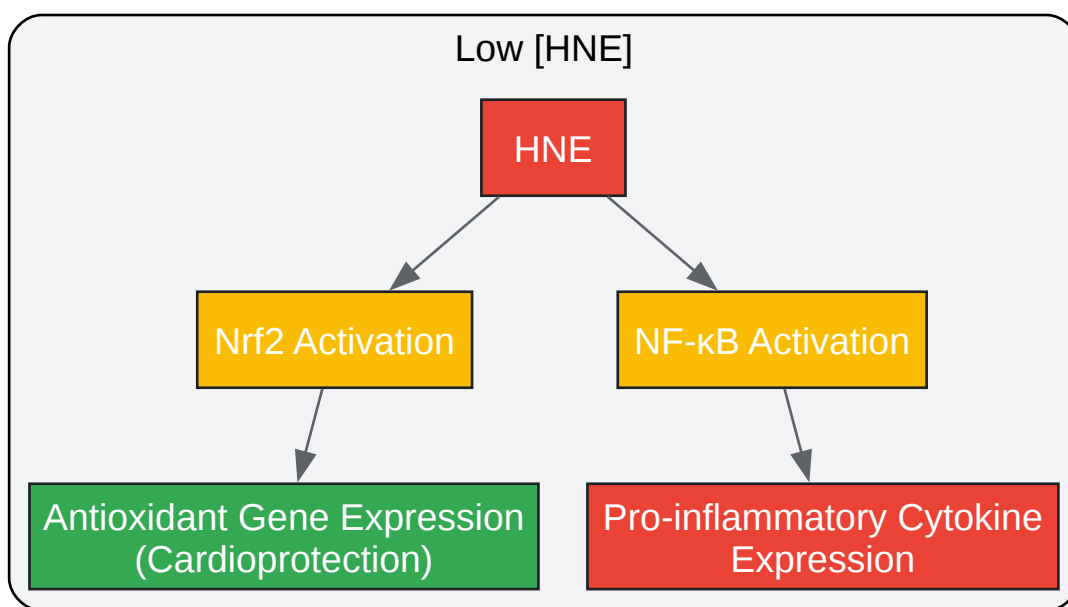 Low [HNE]
HNE
Nrf2 Activation
NF-κB Activation
Antioxidant Gene Expression
(Cardioprotection)
Pro-inflammatory Cytokine
Expression